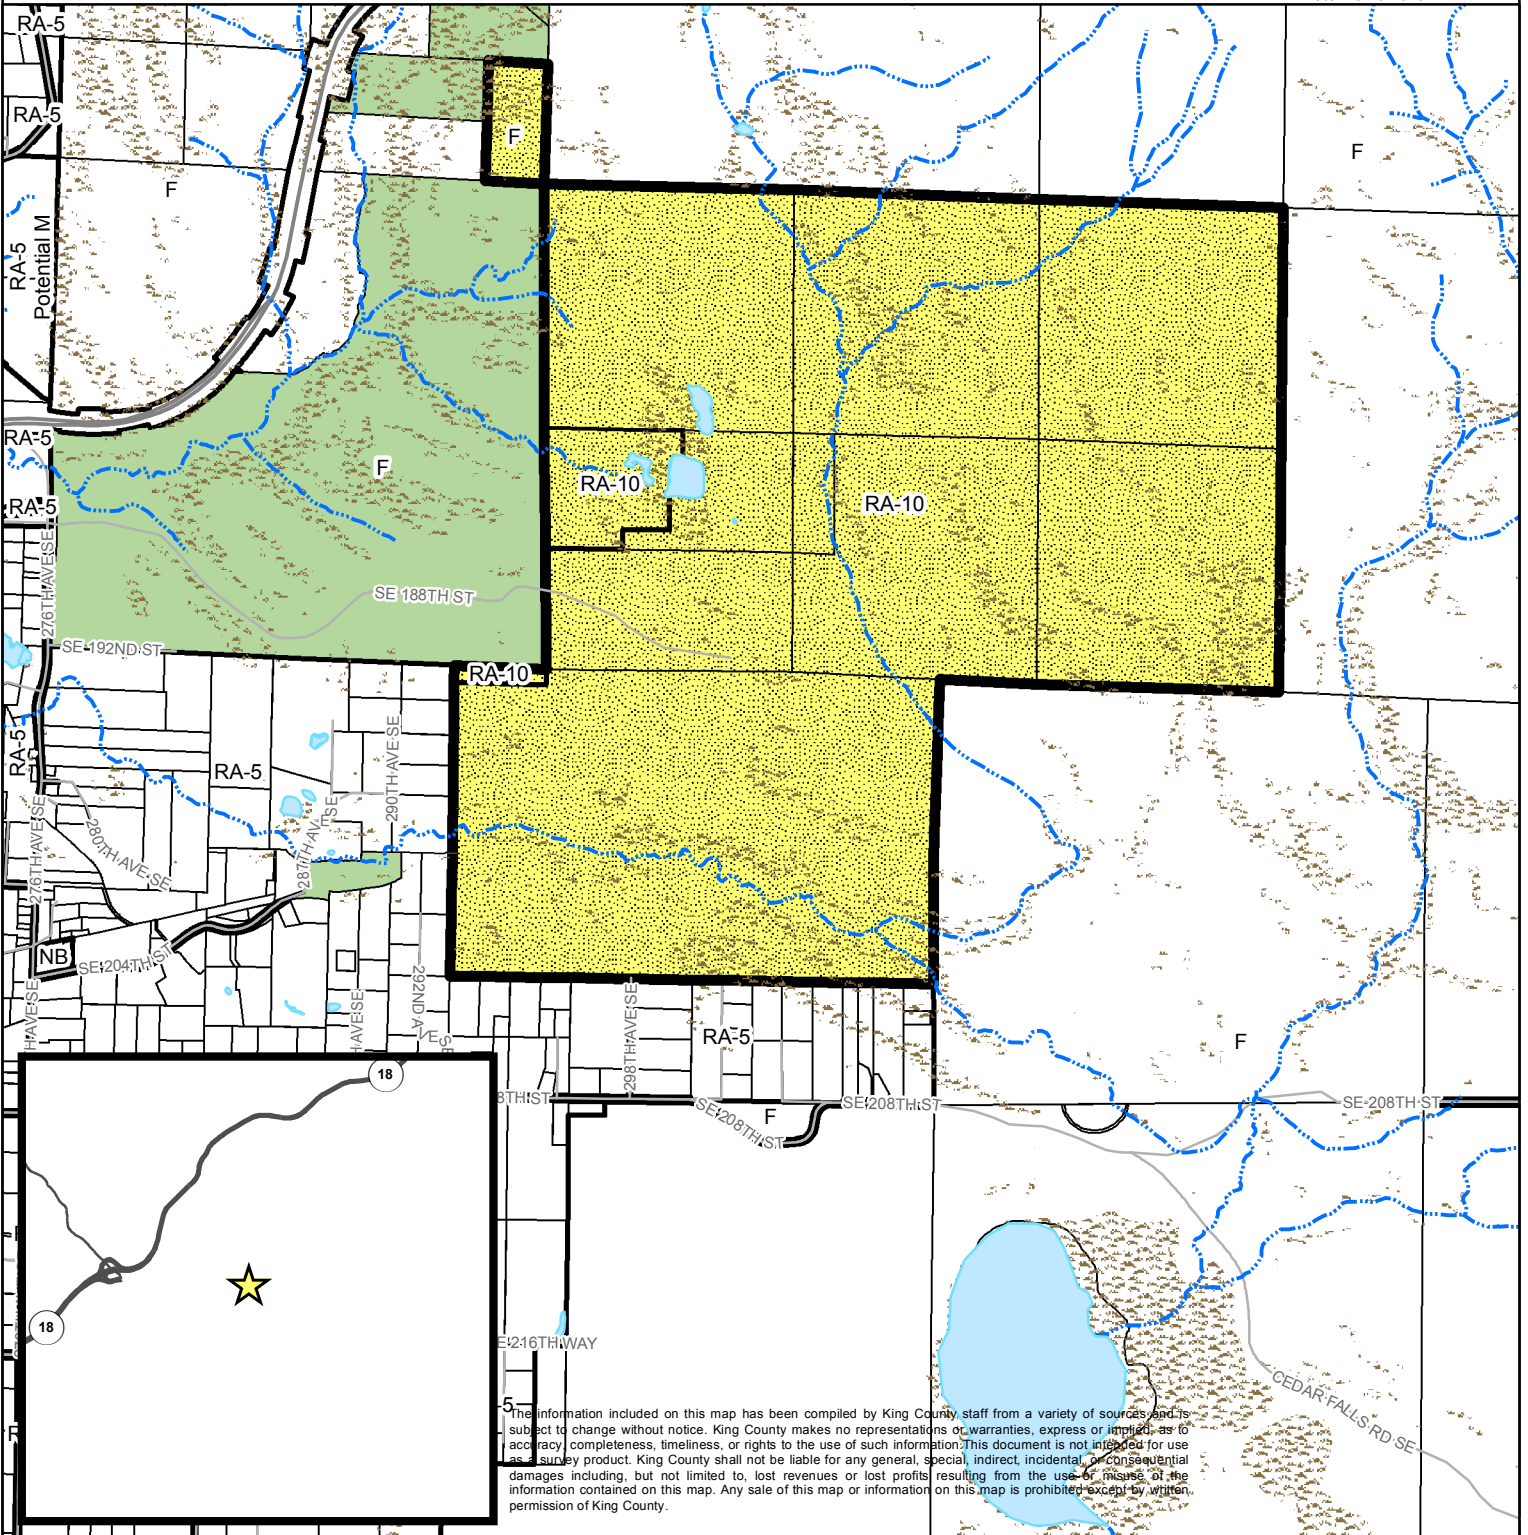 RA-5
RA-5
F
F
F
RA-5
Potential M
RA-5
F
RA-10
RA-10
RA-5
276TH AVE SE
SE 188TH ST
SE 192ND ST
RA-10
RA-5
RA-5
290TH AVE SE
276TH AVE SE
280TH AVE SE
287TH AV
E SE
NB
SE 204TH ST
H AVE SE
H AVE SE
292ND AVE SE
298TH AVE SE
RA-5
F
18
8TH ST
SE 208TH ST
F
SE 208TH ST
SE 208TH ST
18
E 216TH WAY
CEDAR FALLS RD SE
-5
The information included on this map has been compiled by King County staff from a variety of sources and is
subject to change without notice. King County makes no representations or warranties, express or implied, as to
accuracy, completeness, timeliness, or rights to the use of such information. This document is not intended for use
as a survey product. King County shall not be liable for any general, special, indirect, incidental, or consequential
damages including, but not limited to, lost revenues or lost profits resulting from the use or misuse of the
information contained on this map. Any sale of this map or information on this map is prohibited except by written
permission of King County.